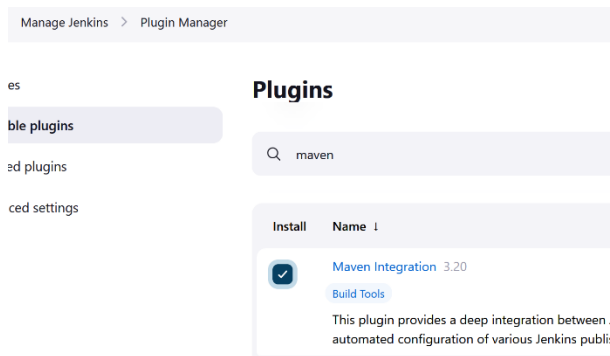 Manage Jenkins > Plugin Manager
es
ble plugins
ed plugins
ced settings
Plugins
maven
Install Name ↓
Maven Integration 3.20
Build Tools
This plugin provides a deep integration between
automated configuration of various Jenkins publi